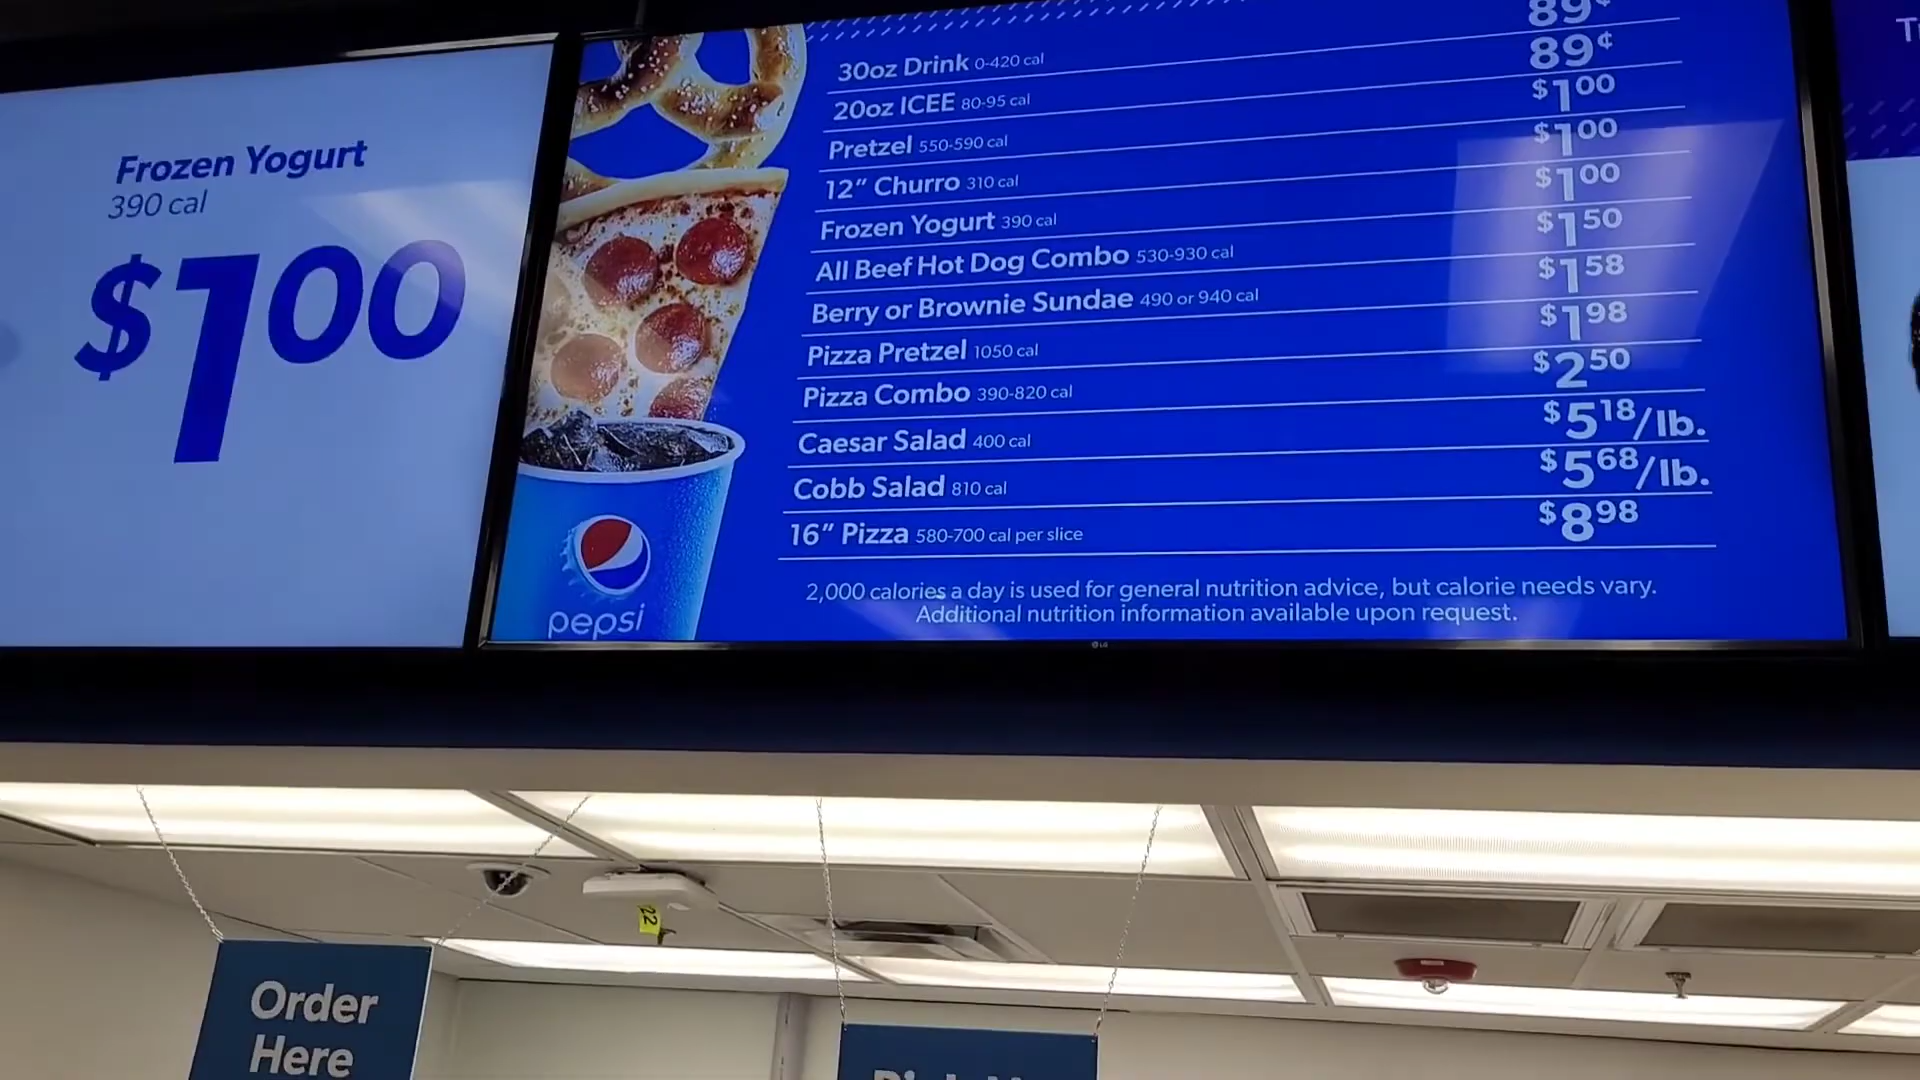 Frozen Yogurt
390 cal
$1.00
89¢
30oz Drink 0-420 cal 89¢
20oz ICEE 80-95 cal $1.00
Pretzel 550-590 cal $1.00
12” Churro 310 cal $1.00
Frozen Yogurt 390 cal $1.50
All Beef Hot Dog Combo 530-930 cal $1.58
Berry or Brownie Sundae 490 or 940 cal $1.98
Pizza Pretzel 1050 cal $2.50
Pizza Combo 390-820 cal $5.18/lb.
Caesar Salad 400 cal $5.68/lb.
Cobb Salad 810 cal $8.98
16” Pizza 580-700 cal per slice
2,000 calories a day is used for general nutrition advice, but calorie needs vary.
Additional nutrition information available upon request.
pepsi
LG
22
Order
Here